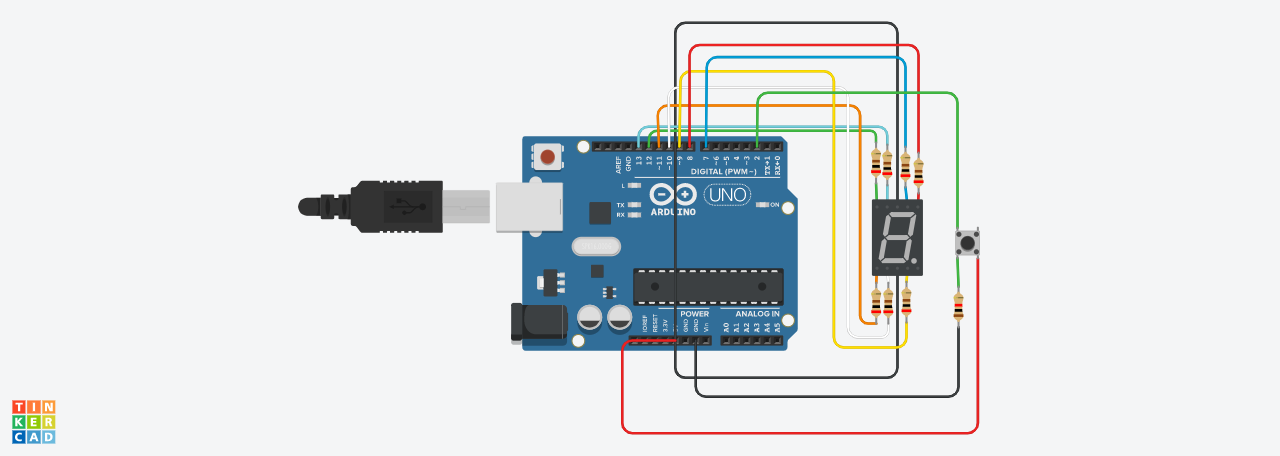 AREF
GND
13
12
~11
~10
~9
8
7
~6
~5
4
~3
2
TX→1
RX←0
DIGITAL (PWM~)
L
TX
RX
UNO
ON
ARDUINO
POWER
ANALOG IN
IOREF
RESET
3.3V
GND
GND
Vin
A0
A1
A2
A3
A4
A5
TIN
KER
CAD